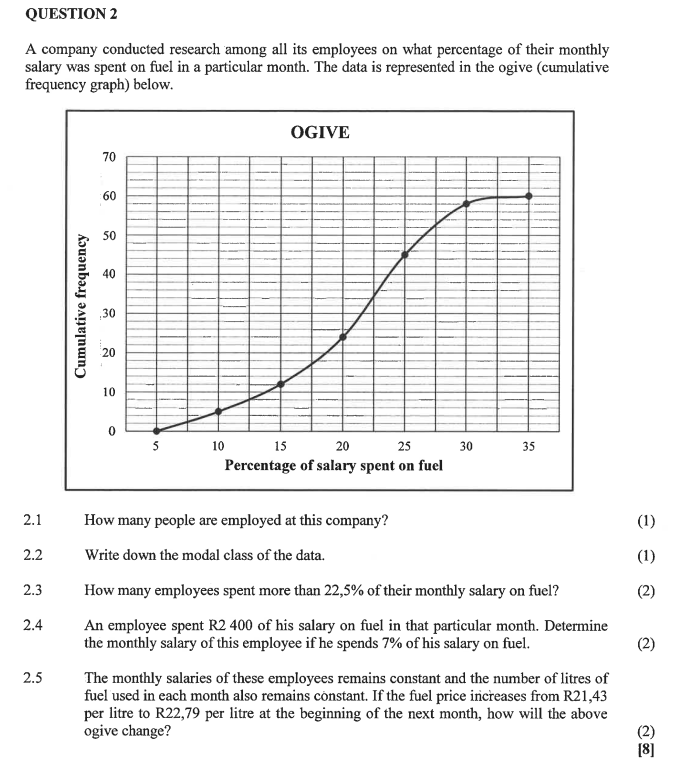 QUESTION 2
A company conducted research among all its employees on what percentage of their monthly
salary was spent on fuel in a particular month. The data is represented in the ogive (cumulative
frequency graph) below.
OGIVE
70
60
50
40
30
20
10
0
Cumulative frequency
5 10 15 20 25 30 35
Percentage of salary spent on fuel
2.1 How many people are employed at this company? (1)
2.2 Write down the modal class of the data. (1)
2.3 How many employees spent more than 22,5% of their monthly salary on fuel? (2)
2.4 An employee spent R2 400 of his salary on fuel in that particular month. Determine
the monthly salary of this employee if he spends 7% of his salary on fuel. (2)
2.5 The monthly salaries of these employees remains constant and the number of litres of
fuel used in each month also remains constant. If the fuel price increases from R21,43
per litre to R22,79 per litre at the beginning of the next month, how will the above
ogive change? (2)
[8]